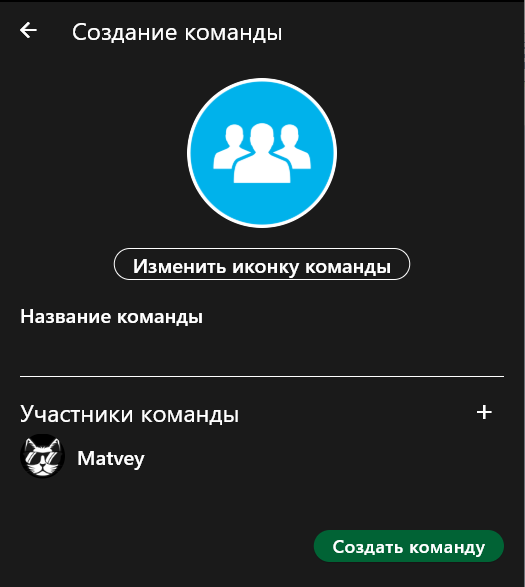 Создание команды
Изменить иконку команды
Название команды
Участники команды +
Matvey
Создать команду